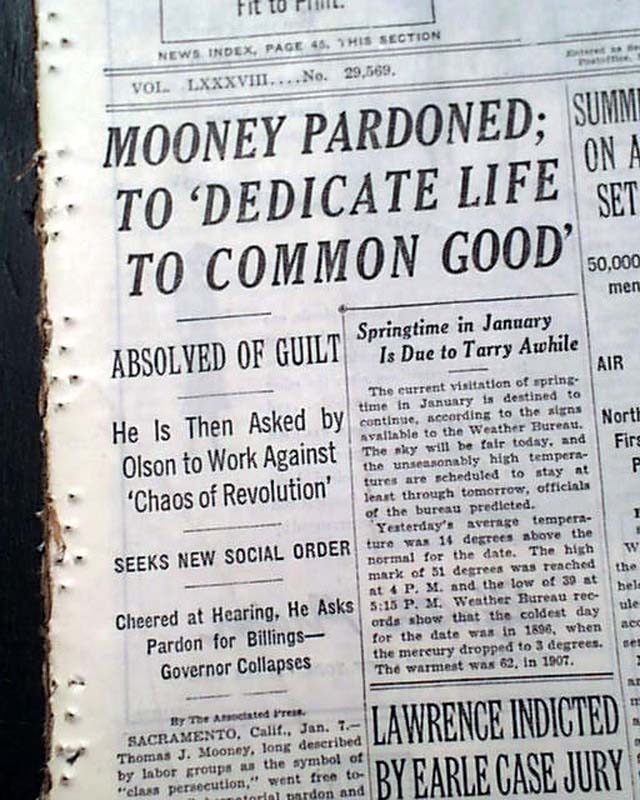 Fit to Print."
NEWS INDEX, PAGE 45, THIS SECTION
VOL. LXXXVIII....No. 29,569.
Entered as
Postoffice,
MOONEY PARDONED;
TO 'DEDICATE LIFE
TO COMMON GOOD'
ABSOLVED OF GUILT
He Is Then Asked by
Olson to Work Against
'Chaos of Revolution'
SEEKS NEW SOCIAL ORDER
Cheered at Hearing, He Asks
Pardon for Billings—
Governor Collapses
By The Associated Press.
SACRAMENTO, Calif., Jan. 7.—
Thomas J. Mooney, long described
by labor groups as the symbol of
"class persecution," went free to-
pardon and
Springtime in January
Is Due to Tarry Awhile
The current visitation of spring-
time in January is destined to
continue, according to the signs
available to the Weather Bureau.
The sky will be fair today, and
the unseasonably high tempera-
tures are scheduled to stay at
least through tomorrow, officials
of the bureau predicted.
Yesterday's average tempera-
ture was 14 degrees above the
normal for the date. The high
mark of 51 degrees was reached
at 4 P. M. and the low of 39 at
5:15 P. M. Weather Bureau rec-
ords show that the coldest day
for the date was in 1896, when
the mercury dropped to 3 degrees.
The warmest was 62, in 1907.
LAWRENCE INDICTED
BY EARLE CASE JURY
SUMM
ON A
SET
50,000
men
AIR
North
Firs
P
W
the
held
ule